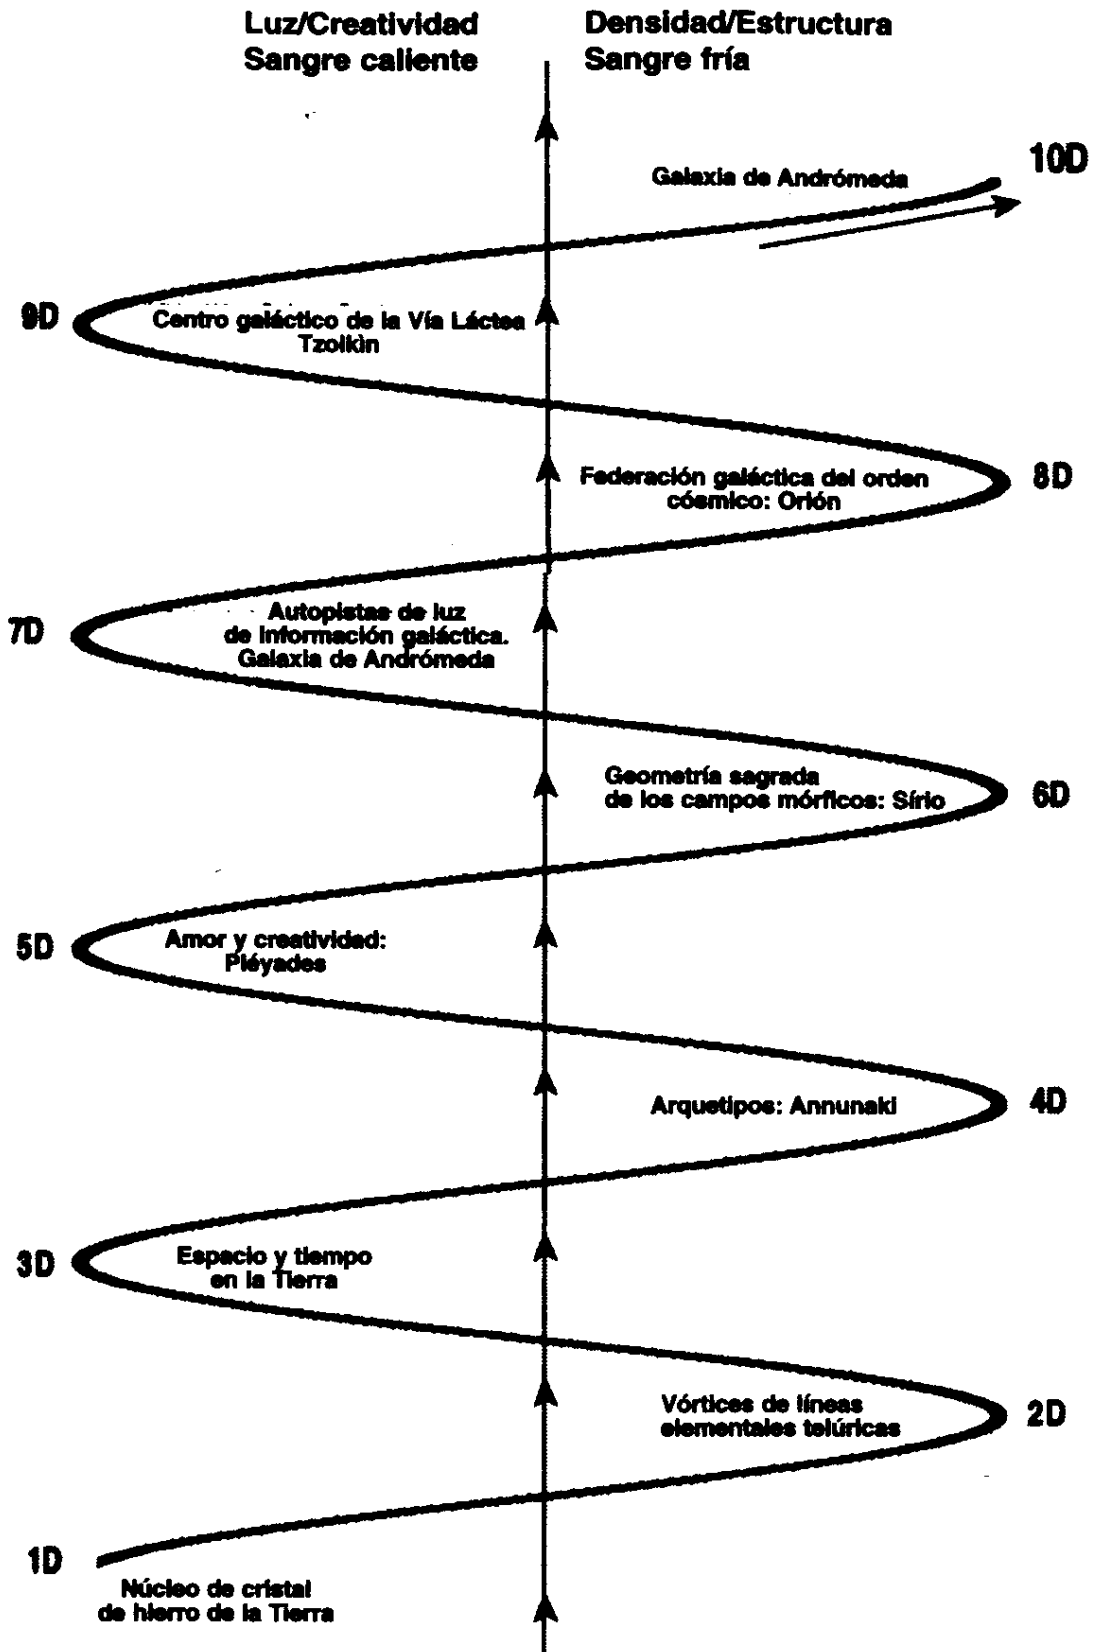 Luz/Creatividad
Sangre caliente
Densidad/Estructura
Sangre fría
10D
Galaxia de Andrómeda
9D
Centro galáctico de la Vía Láctea
Tzolkìn
8D
Federación galáctica del orden
cósmico: Orión
7D
Autopistas de luz
de información galáctica.
Galaxia de Andrómeda
6D
Geometría sagrada
de los campos mórficos: Sírio
5D
Amor y creatividad:
Pléyades
4D
Arquetipos: Annunaki
3D
Espacio y tiempo
en la Tierra
2D
Vórtices de líneas
elementales telúricas
1D
Núcleo de cristal
de hierro de la Tierra